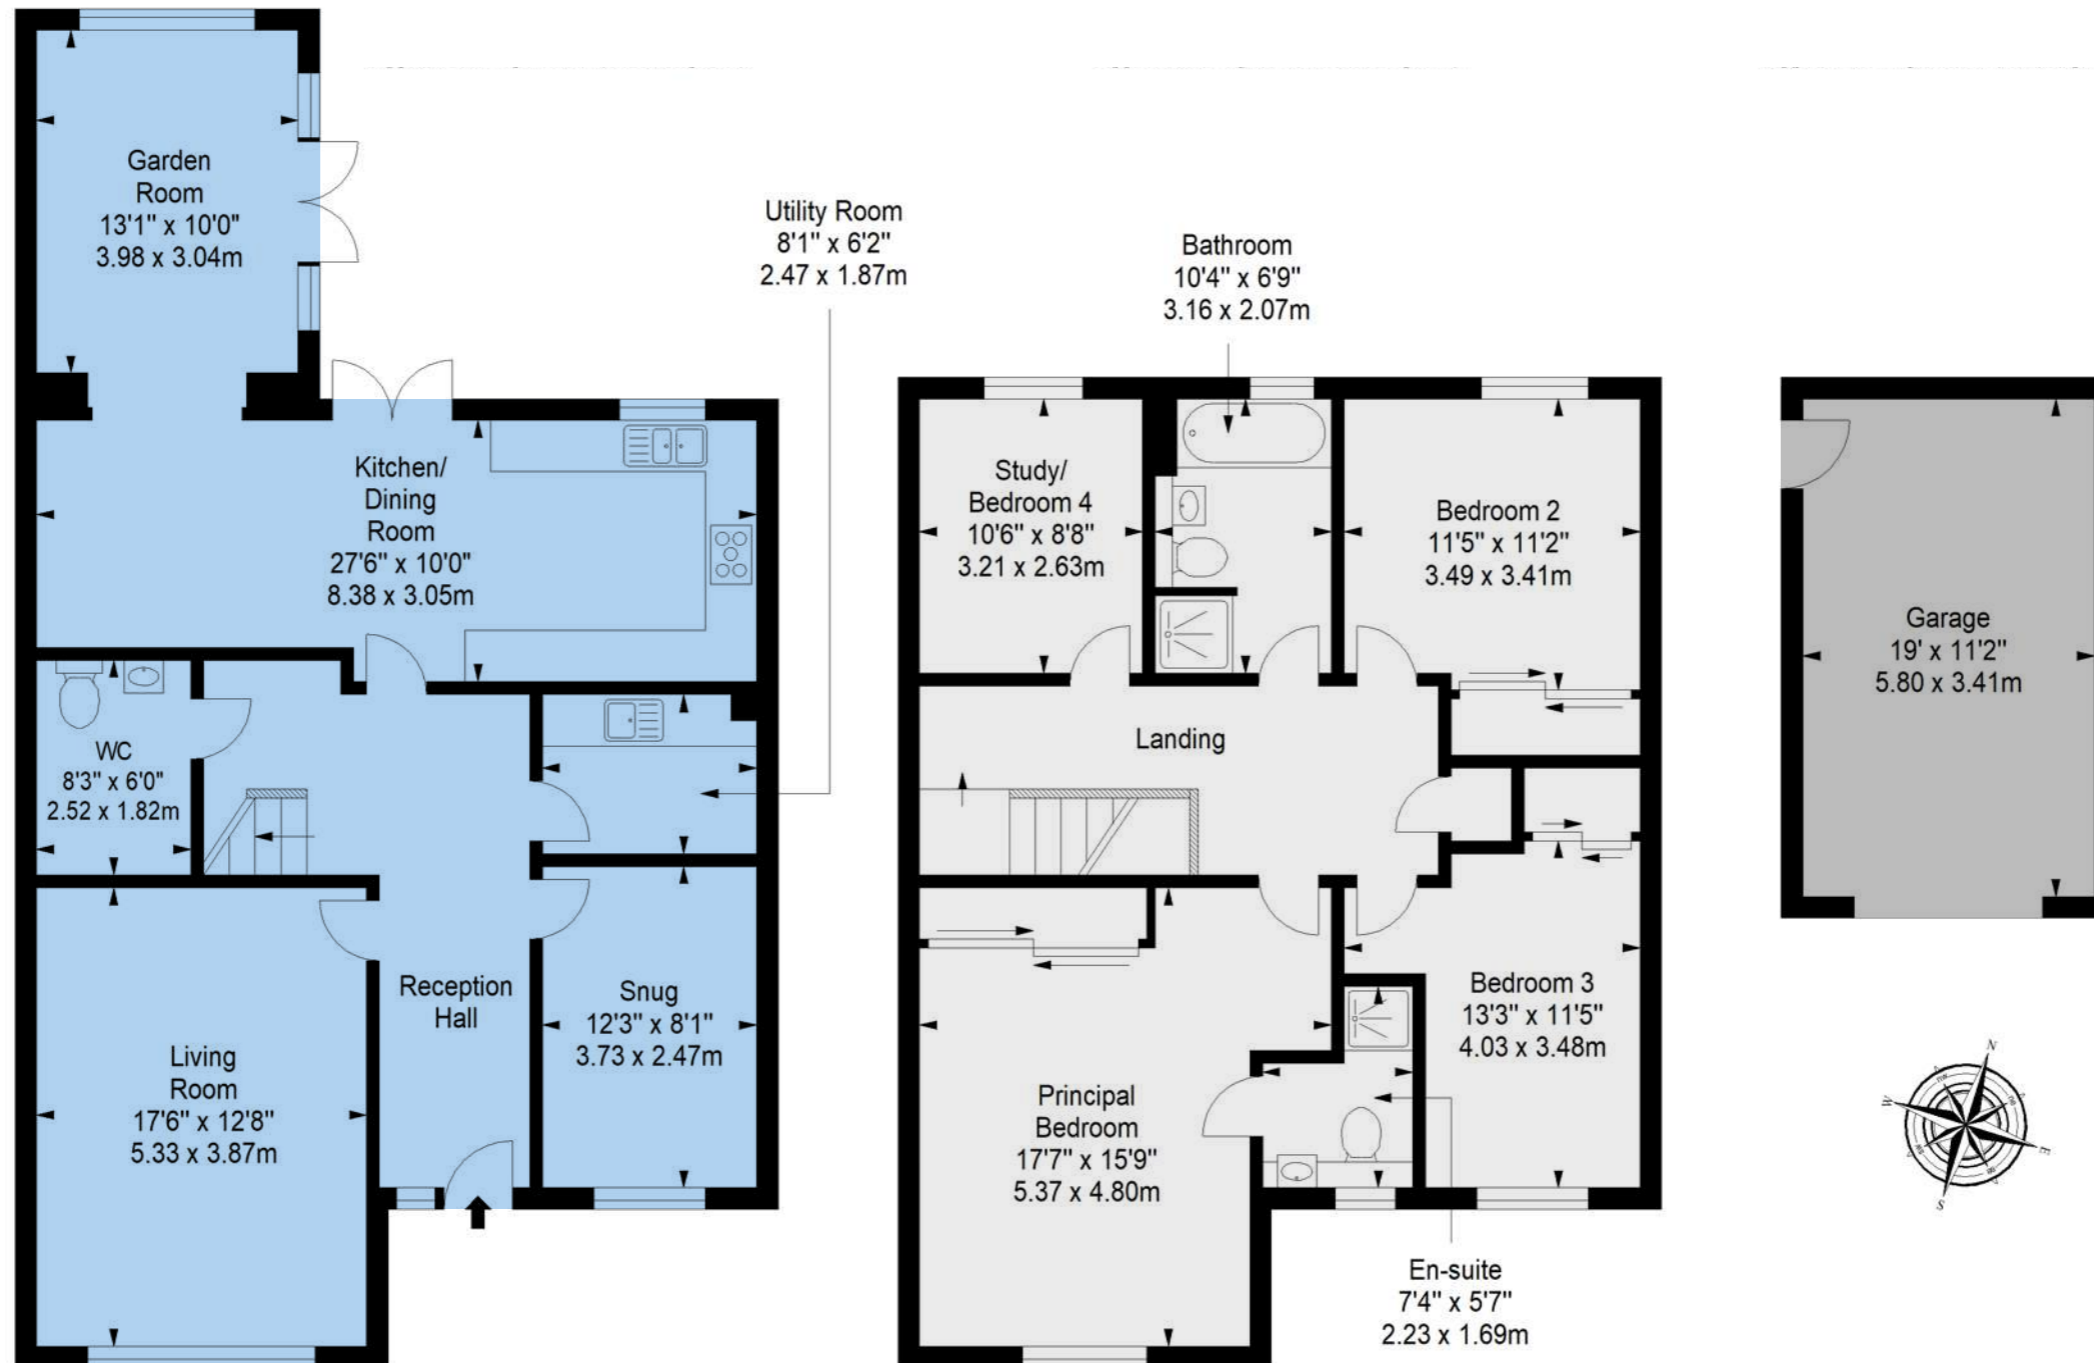 Garden
Room
13'1" x 10'0"
3.98 x 3.04m
Utility Room
8'1" x 6'2"
2.47 x 1.87m
Kitchen/
Dining
Room
27'6" x 10'0"
8.38 x 3.05m
WC
8'3" x 6'0"
2.52 x 1.82m
Reception
Hall
Snug
12'3" x 8'1"
3.73 x 2.47m
Living
Room
17'6" x 12'8"
5.33 x 3.87m
Bathroom
10'4" x 6'9"
3.16 x 2.07m
Study/
Bedroom 4
10'6" x 8'8"
3.21 x 2.63m
Bedroom 2
11'5" x 11'2"
3.49 x 3.41m
Landing
Bedroom 3
13'3" x 11'5"
4.03 x 3.48m
Principal
Bedroom
17'7" x 15'9"
5.37 x 4.80m
En-suite
7'4" x 5'7"
2.23 x 1.69m
Garage
19' x 11'2"
5.80 x 3.41m
N
W
E
S